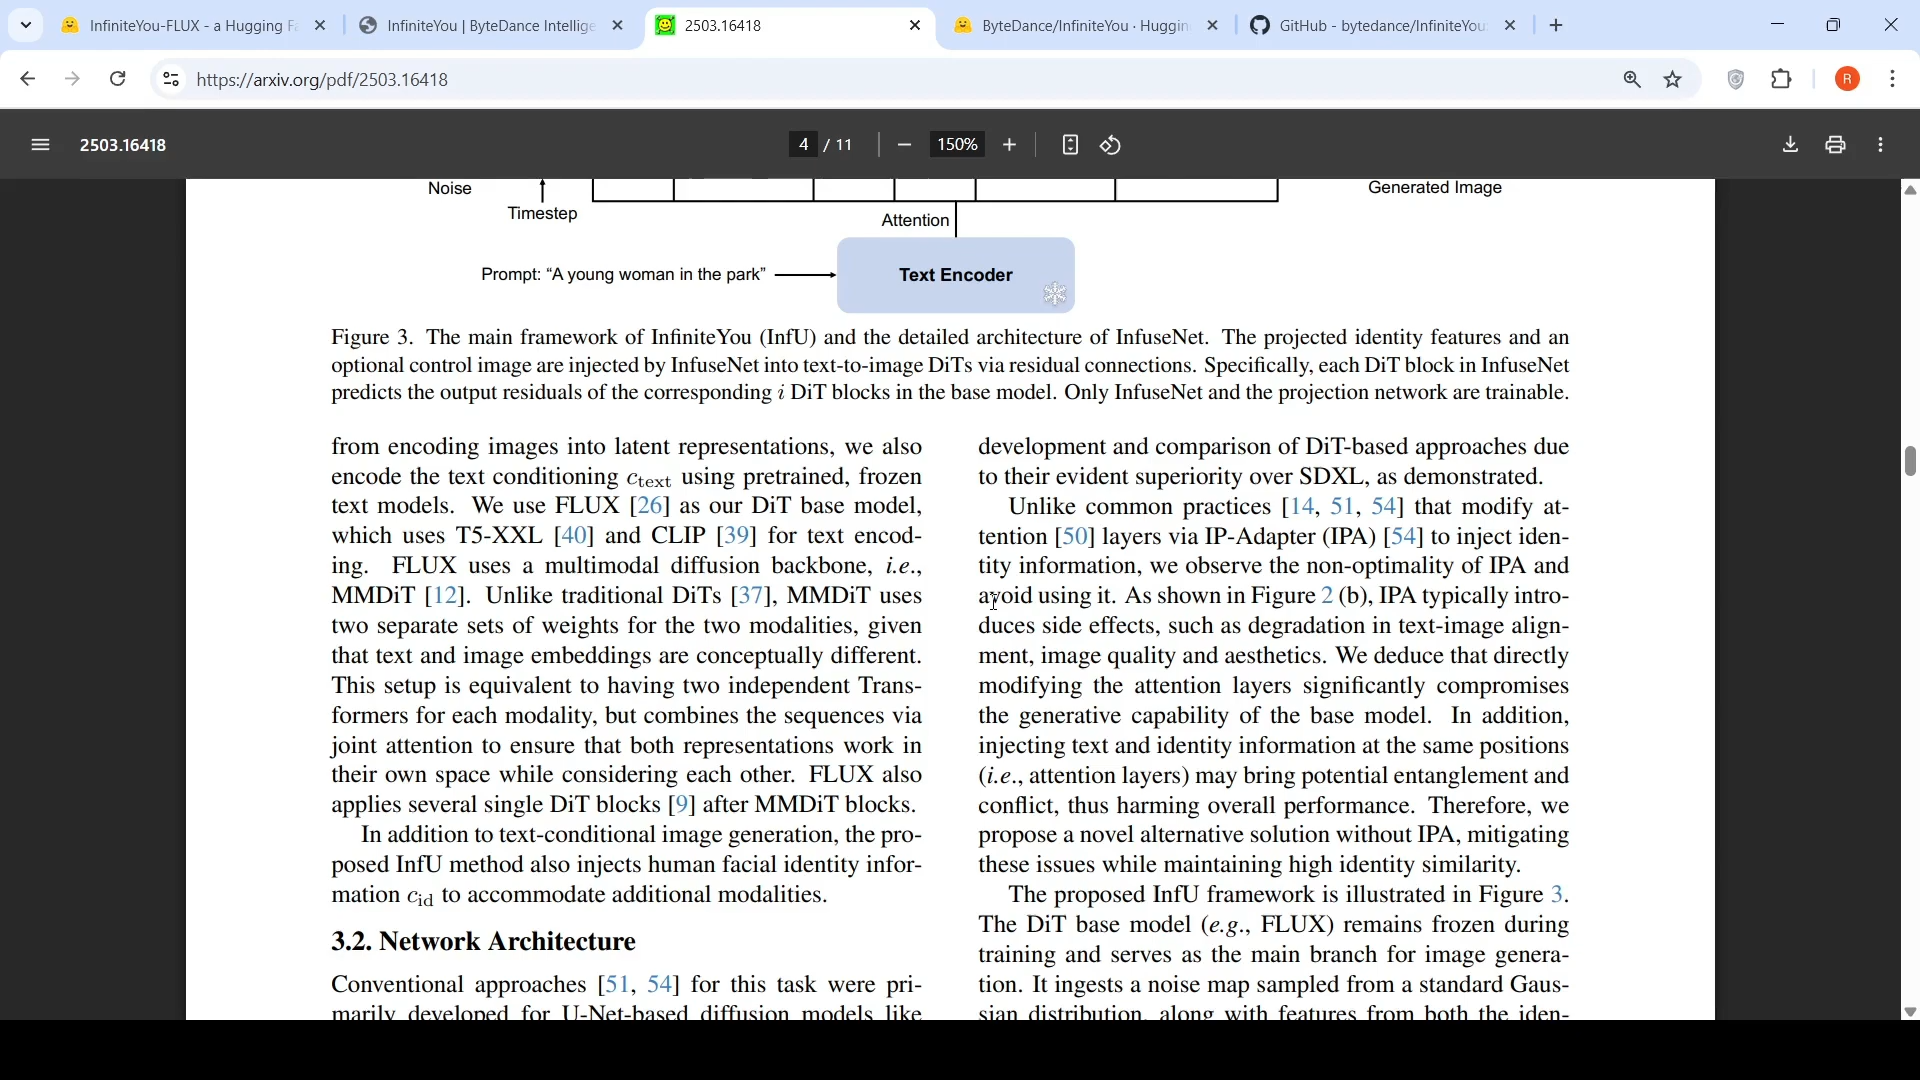 InfiniteYou-FLUX - a Hugging Fa
InfiniteYou | ByteDance Intellige
2503.16418
ByteDance/InfiniteYou · Huggin
GitHub - bytedance/InfiniteYou:
https://arxiv.org/pdf/2503.16418
R
2503.16418
4 / 11
150%
Noise
Timestep
Generated Image
Attention
Prompt: “A young woman in the park”
Text Encoder
Figure 3. The main framework of InfiniteYou (InfU) and the detailed architecture of InfuseNet. The projected identity features and an
optional control image are injected by InfuseNet into text-to-image DiTs via residual connections. Specifically, each DiT block in InfuseNet
predicts the output residuals of the corresponding i DiT blocks in the base model. Only InfuseNet and the projection network are trainable.
from encoding images into latent representations, we also
encode the text conditioning c_text using pretrained, frozen
text models. We use FLUX [26] as our DiT base model,
which uses T5-XXL [40] and CLIP [39] for text encod-
ing. FLUX uses a multimodal diffusion backbone, i.e.,
MMDiT [12]. Unlike traditional DiTs [37], MMDiT uses
two separate sets of weights for the two modalities, given
that text and image embeddings are conceptually different.
This setup is equivalent to having two independent Trans-
formers for each modality, but combines the sequences via
joint attention to ensure that both representations work in
their own space while considering each other. FLUX also
applies several single DiT blocks [9] after MMDiT blocks.
In addition to text-conditional image generation, the pro-
posed InfU method also injects human facial identity infor-
mation c_id to accommodate additional modalities.
3.2. Network Architecture
Conventional approaches [51, 54] for this task were pri-
marily developed for U-Net-based diffusion models like
development and comparison of DiT-based approaches due
to their evident superiority over SDXL, as demonstrated.
Unlike common practices [14, 51, 54] that modify at-
tention [50] layers via IP-Adapter (IPA) [54] to inject iden-
tity information, we observe the non-optimality of IPA and
avoid using it. As shown in Figure 2 (b), IPA typically intro-
duces side effects, such as degradation in text-image align-
ment, image quality and aesthetics. We deduce that directly
modifying the attention layers significantly compromises
the generative capability of the base model. In addition,
injecting text and identity information at the same positions
(i.e., attention layers) may bring potential entanglement and
conflict, thus harming overall performance. Therefore, we
propose a novel alternative solution without IPA, mitigating
these issues while maintaining high identity similarity.
The proposed InfU framework is illustrated in Figure 3.
The DiT base model (e.g., FLUX) remains frozen during
training and serves as the main branch for image genera-
tion. It ingests a noise map sampled from a standard Gaus-
sian distribution, along with features from both the iden-